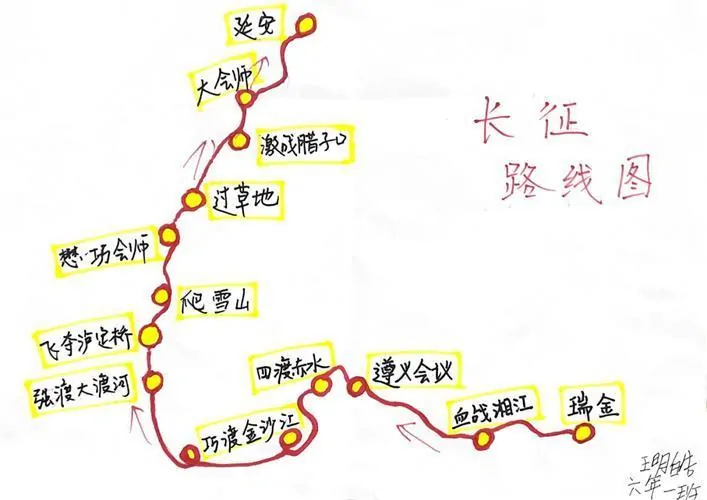 延安
大会师
激战腊子口
过草地
懋功会师
爬雪山
飞夺泸定桥
强渡大渡河
巧渡金沙江
四渡赤水
遵义会议
血战湘江
瑞金
长征
路线图
王明皓
六年一班